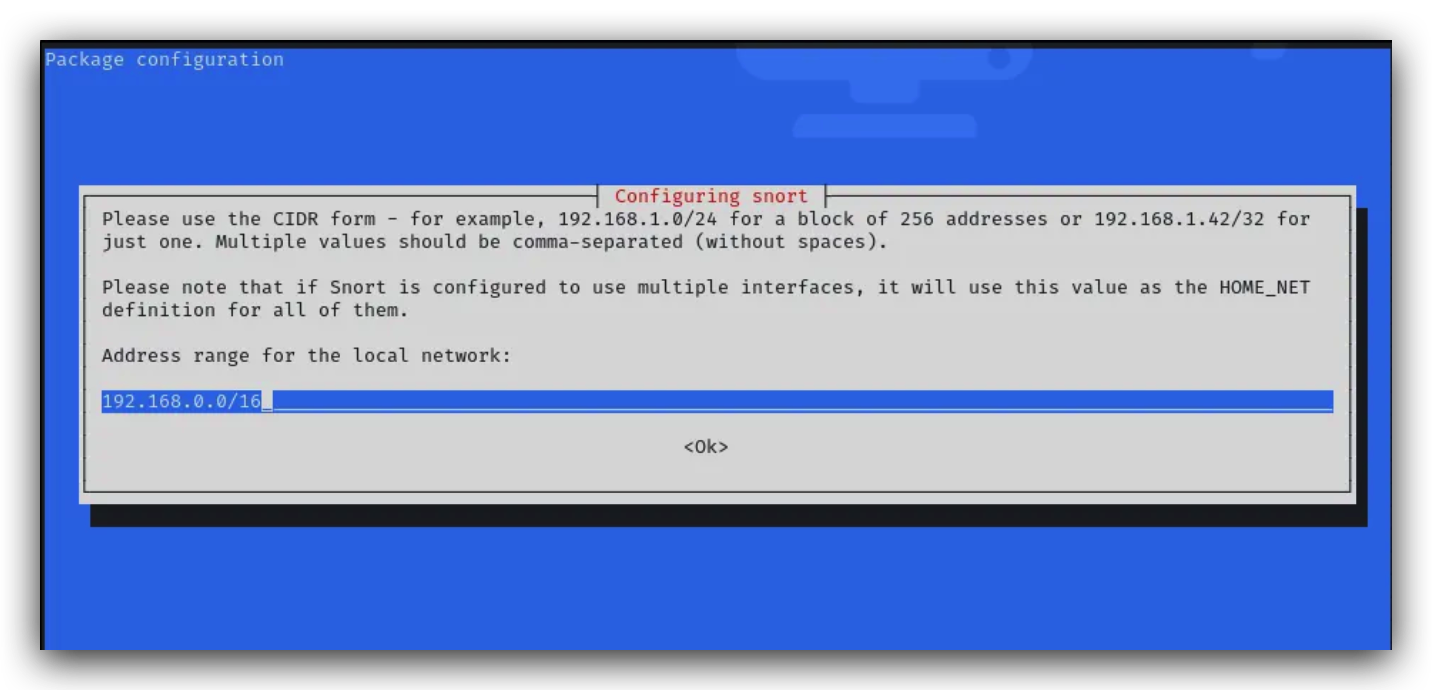 Package configuration
Configuring snort
Please use the CIDR form - for example, 192.168.1.0/24 for a block of 256 addresses or 192.168.1.42/32 for
just one. Multiple values should be comma-separated (without spaces).
Please note that if Snort is configured to use multiple interfaces, it will use this value as the HOME_NET
definition for all of them.
Address range for the local network:
192.168.0.0/16
<Ok>